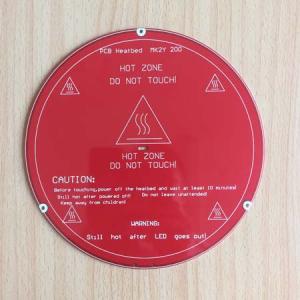 PCB Heatbed MK2Y 200
HOT ZONE
DO NOT TOUCH!
HOT ZONE
DO NOT TOUCH!
CAUTION:
Before touching,power off the heatbed and wait at least 10 minutes!
Still hot after powered off! Do not leave unattended!
Keep away from children!
WARNING:
Still hot after LED goes out!